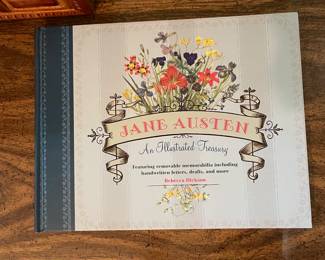 JANE AUSTEN
An Illustrated Treasury
Featuring removable memorabilia including
handwritten letters, drafts, and more
Rebecca Dickson